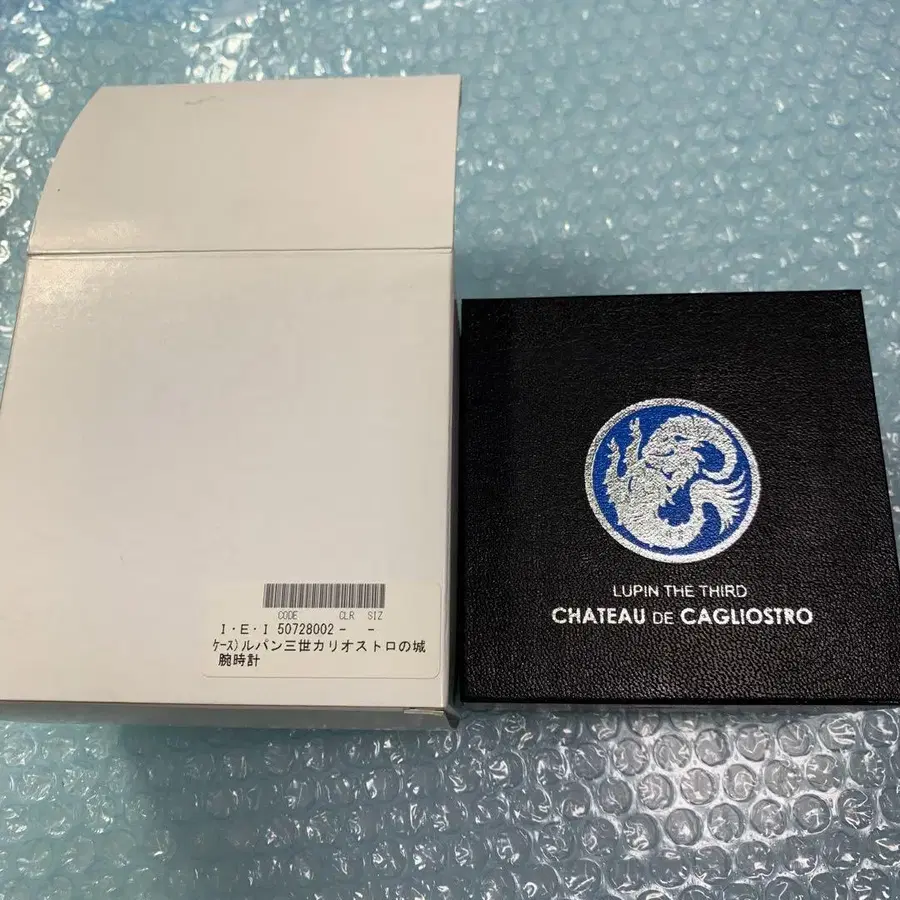 CODE CLR SIZ
I・E・I 50728002 - -
ケース)ルパン三世カリオストロの城
腕時計
LUPIN THE THIRD
CHATEAU DE CAGLIOSTRO